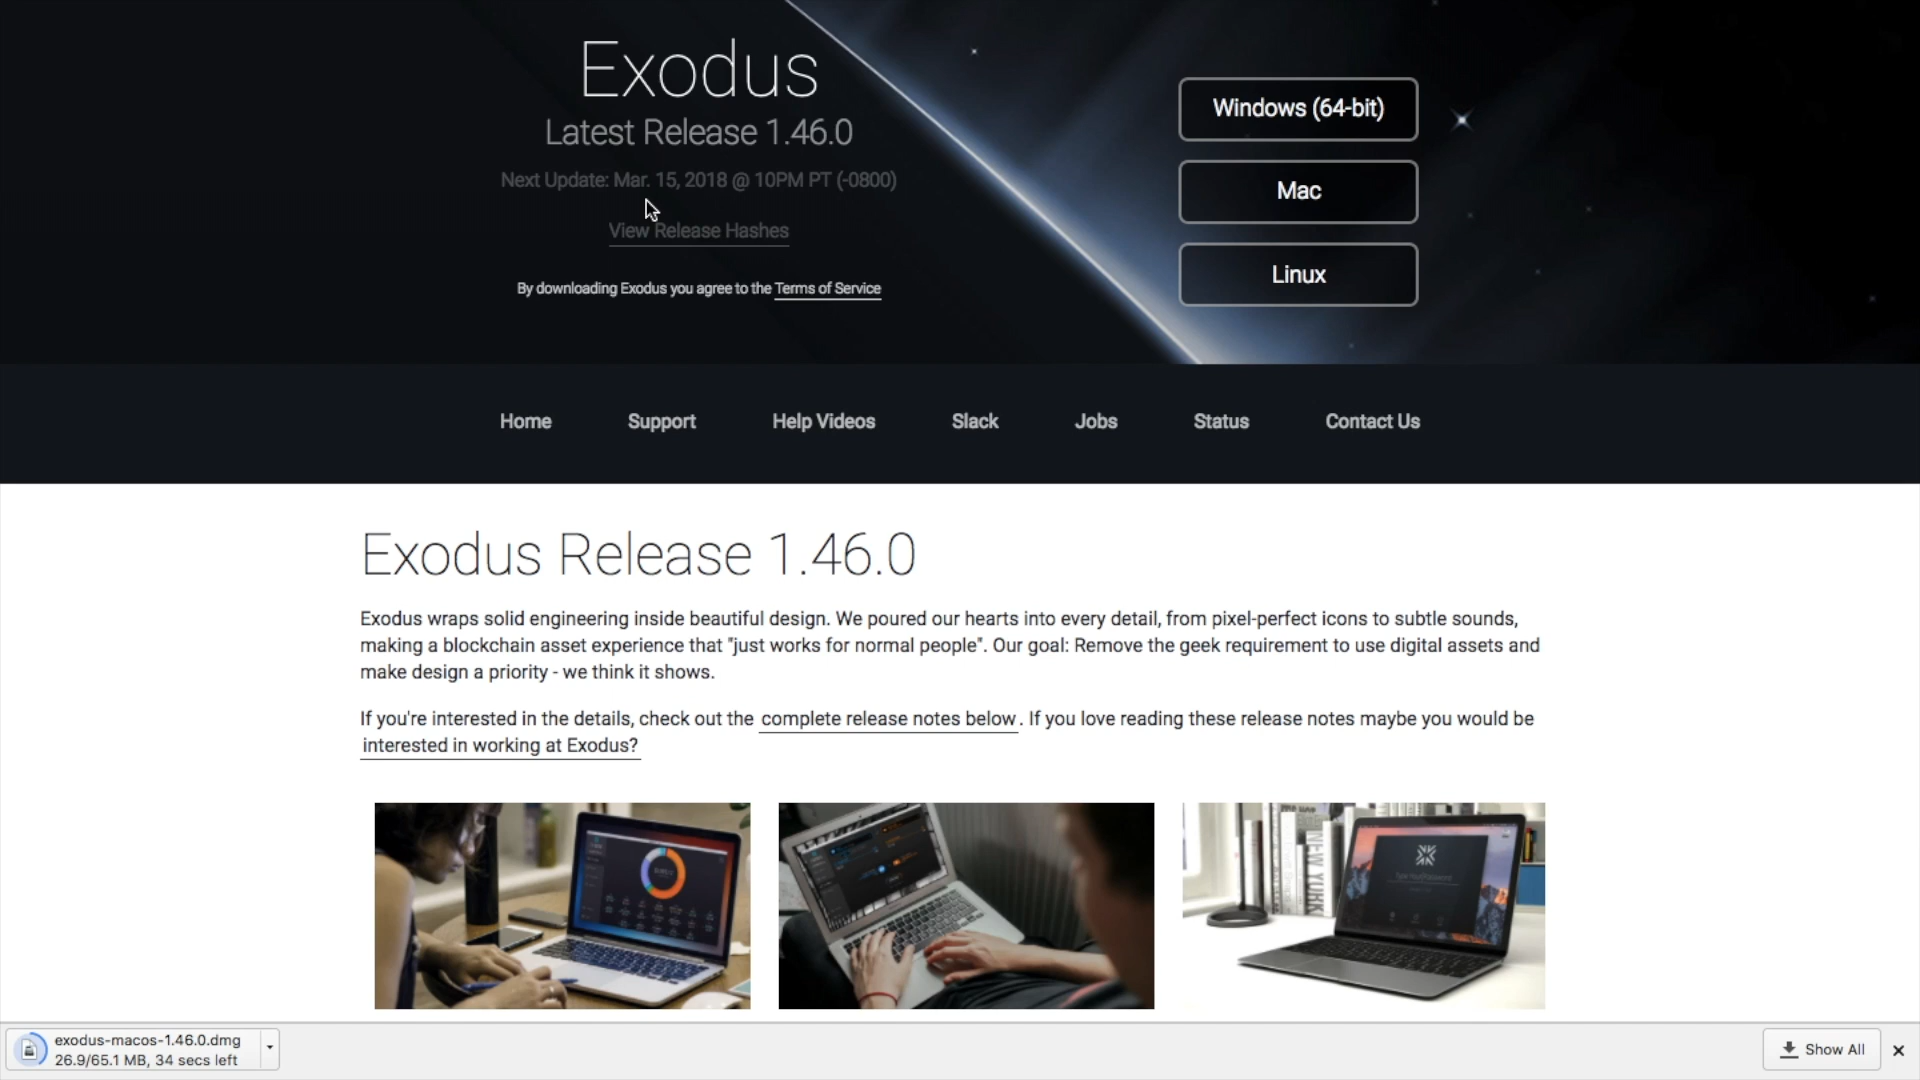 Exodus
Latest Release 1.46.0
Next Update: Mar. 15, 2018 @ 10PM PT (-0800)
View Release Hashes
By downloading Exodus you agree to the Terms of Service
Windows (64-bit)
Mac
Linux
Home Support Help Videos Slack Jobs Status Contact Us
Exodus Release 1.46.0
Exodus wraps solid engineering inside beautiful design. We poured our hearts into every detail, from pixel-perfect icons to subtle sounds,
making a blockchain asset experience that "just works for normal people". Our goal: Remove the geek requirement to use digital assets and
make design a priority - we think it shows.
If you're interested in the details, check out the complete release notes below. If you love reading these release notes maybe you would be
interested in working at Exodus?
NEW YORK
exodus-macos-1.46.0.dmg
26.9/65.1 MB, 34 secs left
Show All